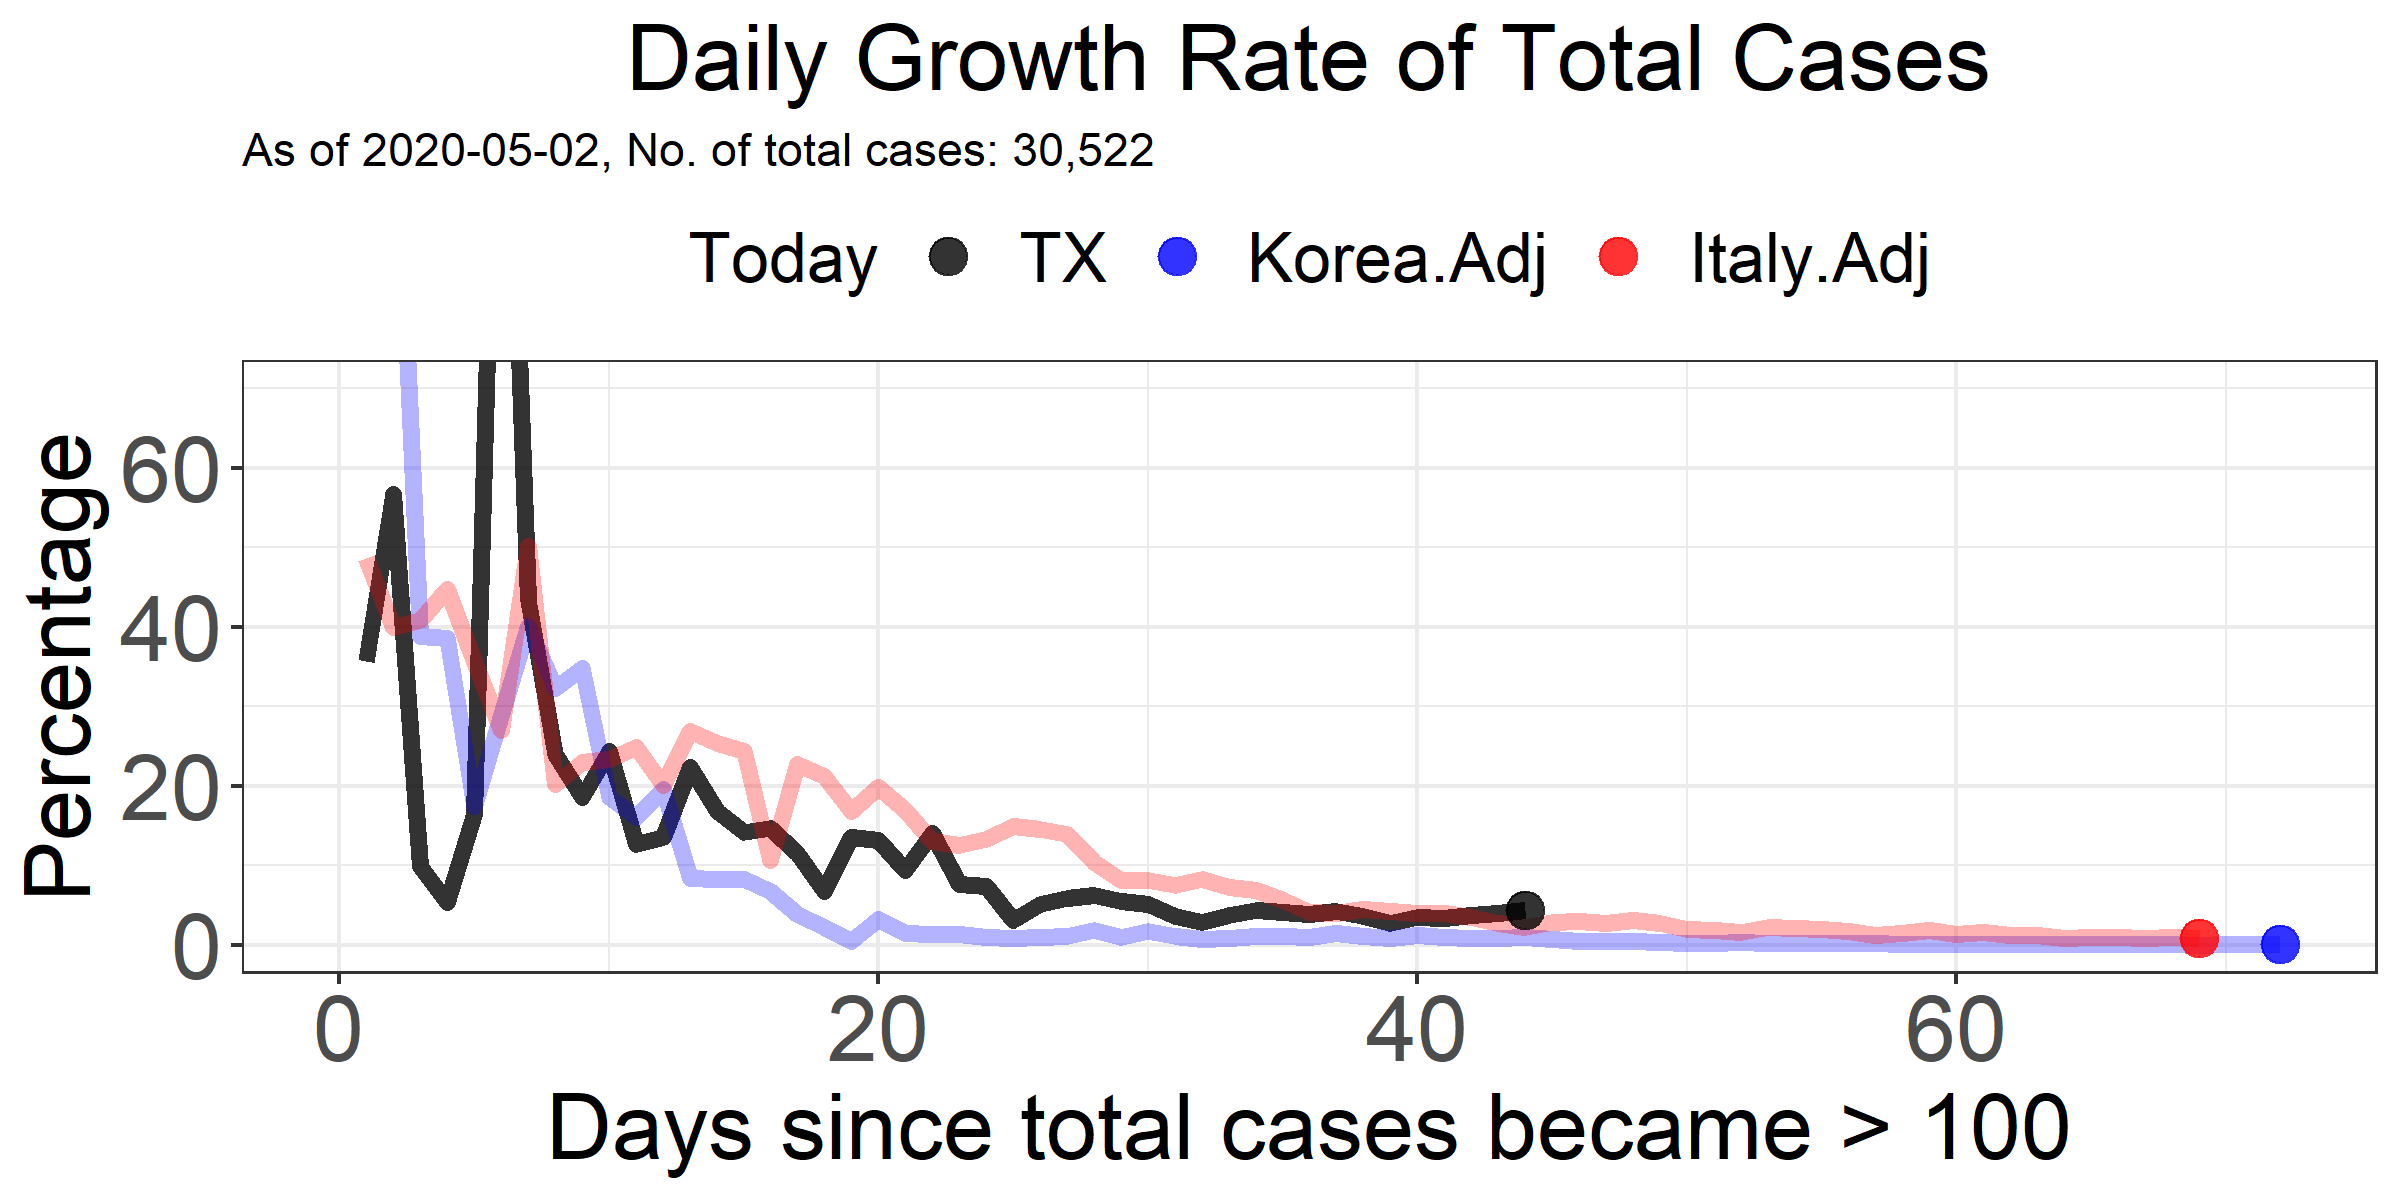 Daily Growth Rate of Total Cases
As of 2020-05-02, No. of total cases: 30,522
Today TX Korea.Adj Italy.Adj
Percentage
60
40
20
0
0 20 40 60
Days since total cases became > 100